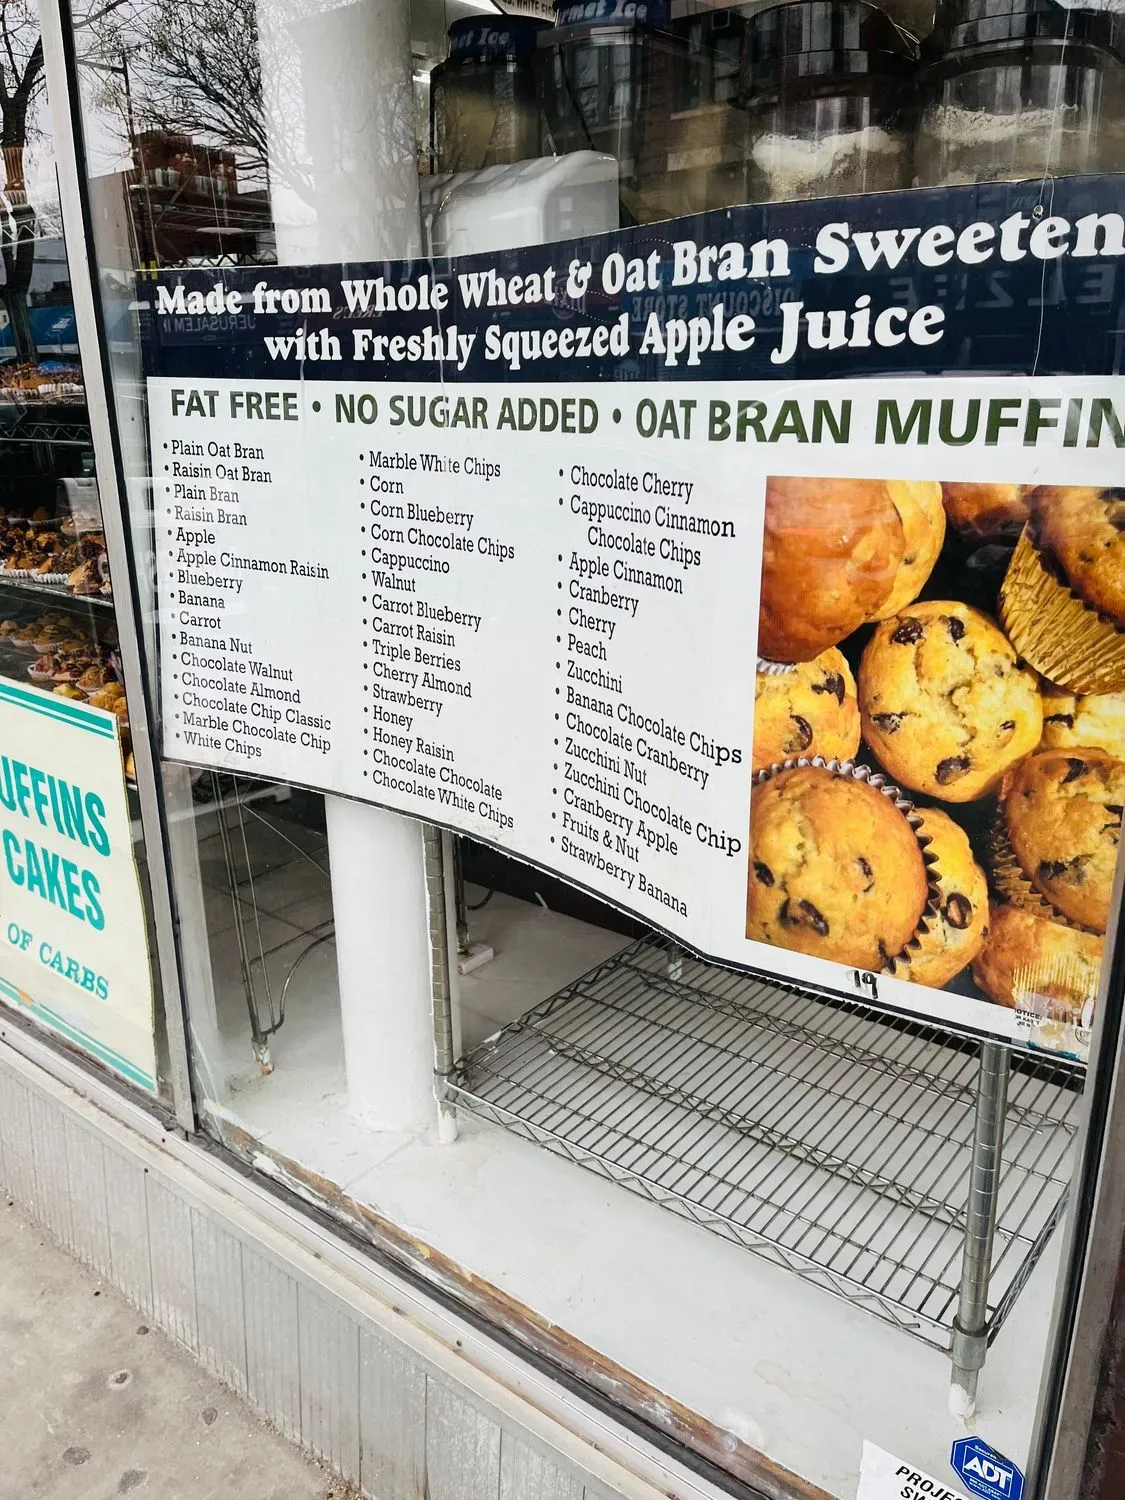 Made from Whole Wheat & Oat Bran Sweeten
with Freshly Squeezed Apple Juice
FAT FREE • NO SUGAR ADDED • OAT BRAN MUFFIN
• Plain Oat Bran
• Raisin Oat Bran
• Plain Bran
• Raisin Bran
• Apple
• Apple Cinnamon Raisin
• Blueberry
• Banana
• Carrot
• Banana Nut
• Chocolate Walnut
• Chocolate Almond
• Chocolate Chip Classic
• Marble Chocolate Chip
• White Chips
• Marble White Chips
• Corn
• Corn Blueberry
• Corn Chocolate Chips
• Cappuccino
• Walnut
• Carrot Blueberry
• Carrot Raisin
• Triple Berries
• Cherry Almond
• Strawberry
• Honey
• Honey Raisin
• Chocolate Chocolate
• Chocolate White Chips
• Chocolate Cherry
• Cappuccino Cinnamon
Chocolate Chips
• Apple Cinnamon
• Cranberry
• Cherry
• Peach
• Zucchini
• Banana Chocolate Chips
• Chocolate Cranberry
• Zucchini Nut
• Zucchini Chocolate Chip
• Cranberry Apple
• Fruits & Nut
• Strawberry Banana
19
UFFINS
CAKES
OF CARBS
ADT